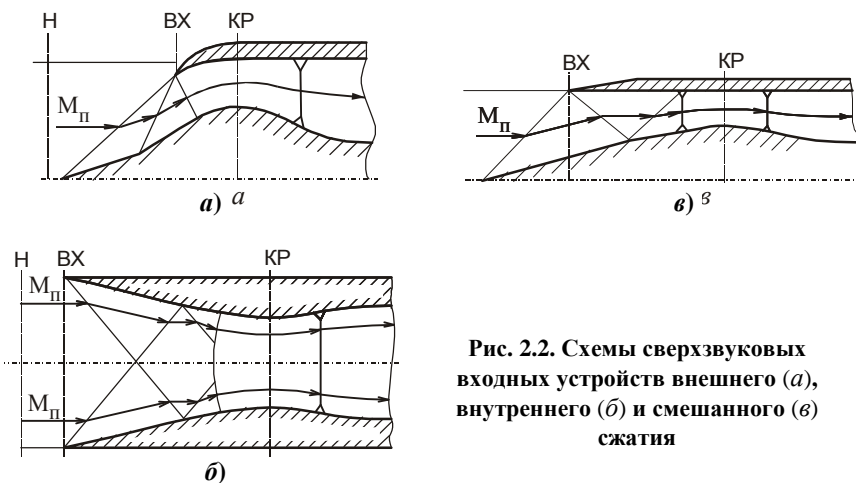 Н ВХ КР
М_п
а) а
ВХ КР
М_п
в) в
Н ВХ КР
М_п
М_п
б)
Рис. 2.2. Схемы сверхзвуковых
входных устройств внешнего (а),
внутреннего (б) и смешанного (в)
сжатия